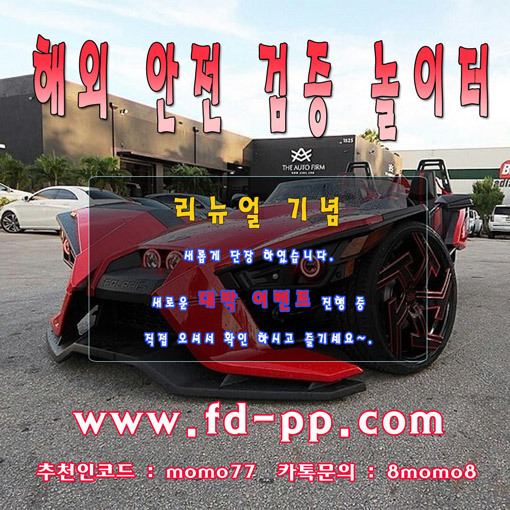 해외 안전 검증 놀이터
1525
THE AUTO FIRM
리뉴얼 기념
새롭게 단장 하였습니다.
새로운 대박 이벤트 진행 중
직접 오셔서 확인 하시고 즐기세요~.
POLARIS
www.fd-pp.com
추천인코드 : momo77 카톡문의 : 8momo8